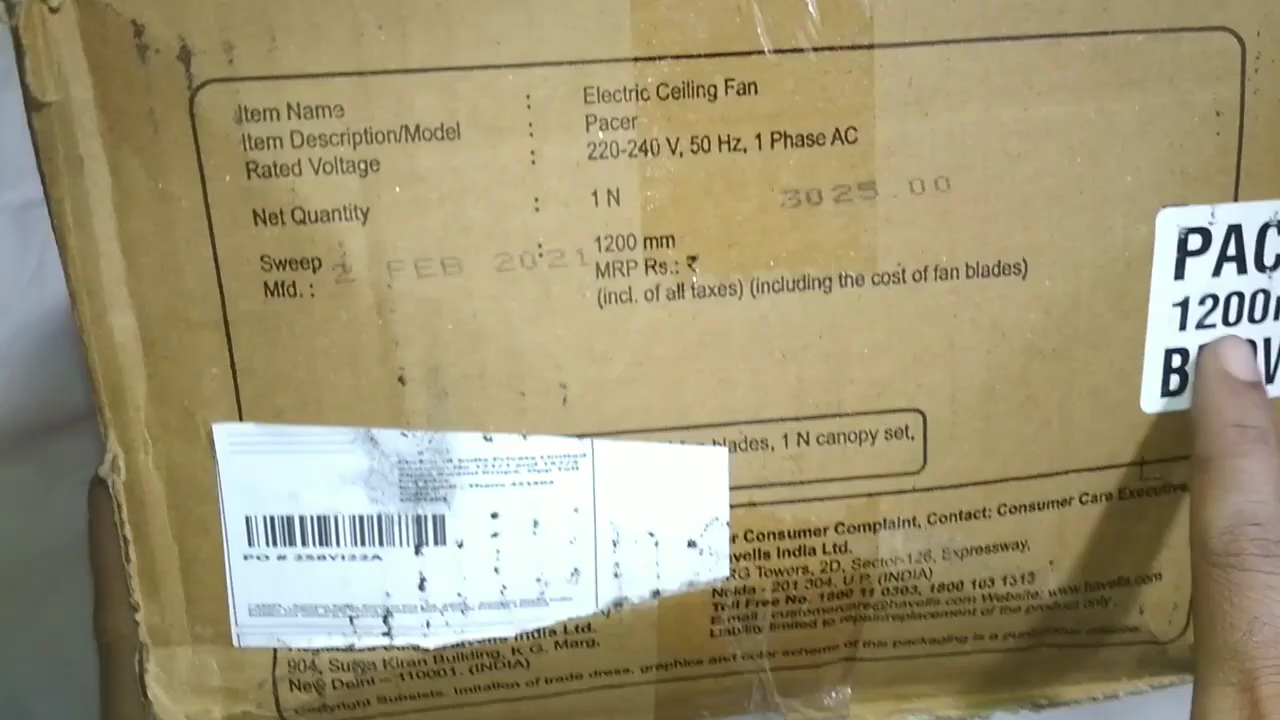 Item Name : Electric Ceiling Fan
Item Description/Model : Pacer
Rated Voltage : 220-240 V, 50 Hz, 1 Phase AC
Net Quantity : 1 N 3025.00
Sweep : 1200 mm
Mfd. : FEB 2021 MRP Rs.: ₹
(incl. of all taxes) (including the cost of fan blades)
PAC
1200
blades, 1 N canopy set,
India Private Limited
PO #
Consumer Complaint, Contact: Consumer Care Executive,
India Ltd.
Towers, 2D, Sector-126, Expressway,
Noida - 201 304, U.P. (INDIA)
Toll Free No. 1800 11 0303, 1800 103 1313
E-mail : customercare@havells.com Website: www.havells.com
Liability limited to repair/replacement of the product only.
India Ltd.
904, Surya Kiran Building, K G. Marg,
New Delhi – 110001. (INDIA)
Copyright Subsists. Imitation of trade dress, graphics and color scheme of this packaging is a punishable offence.